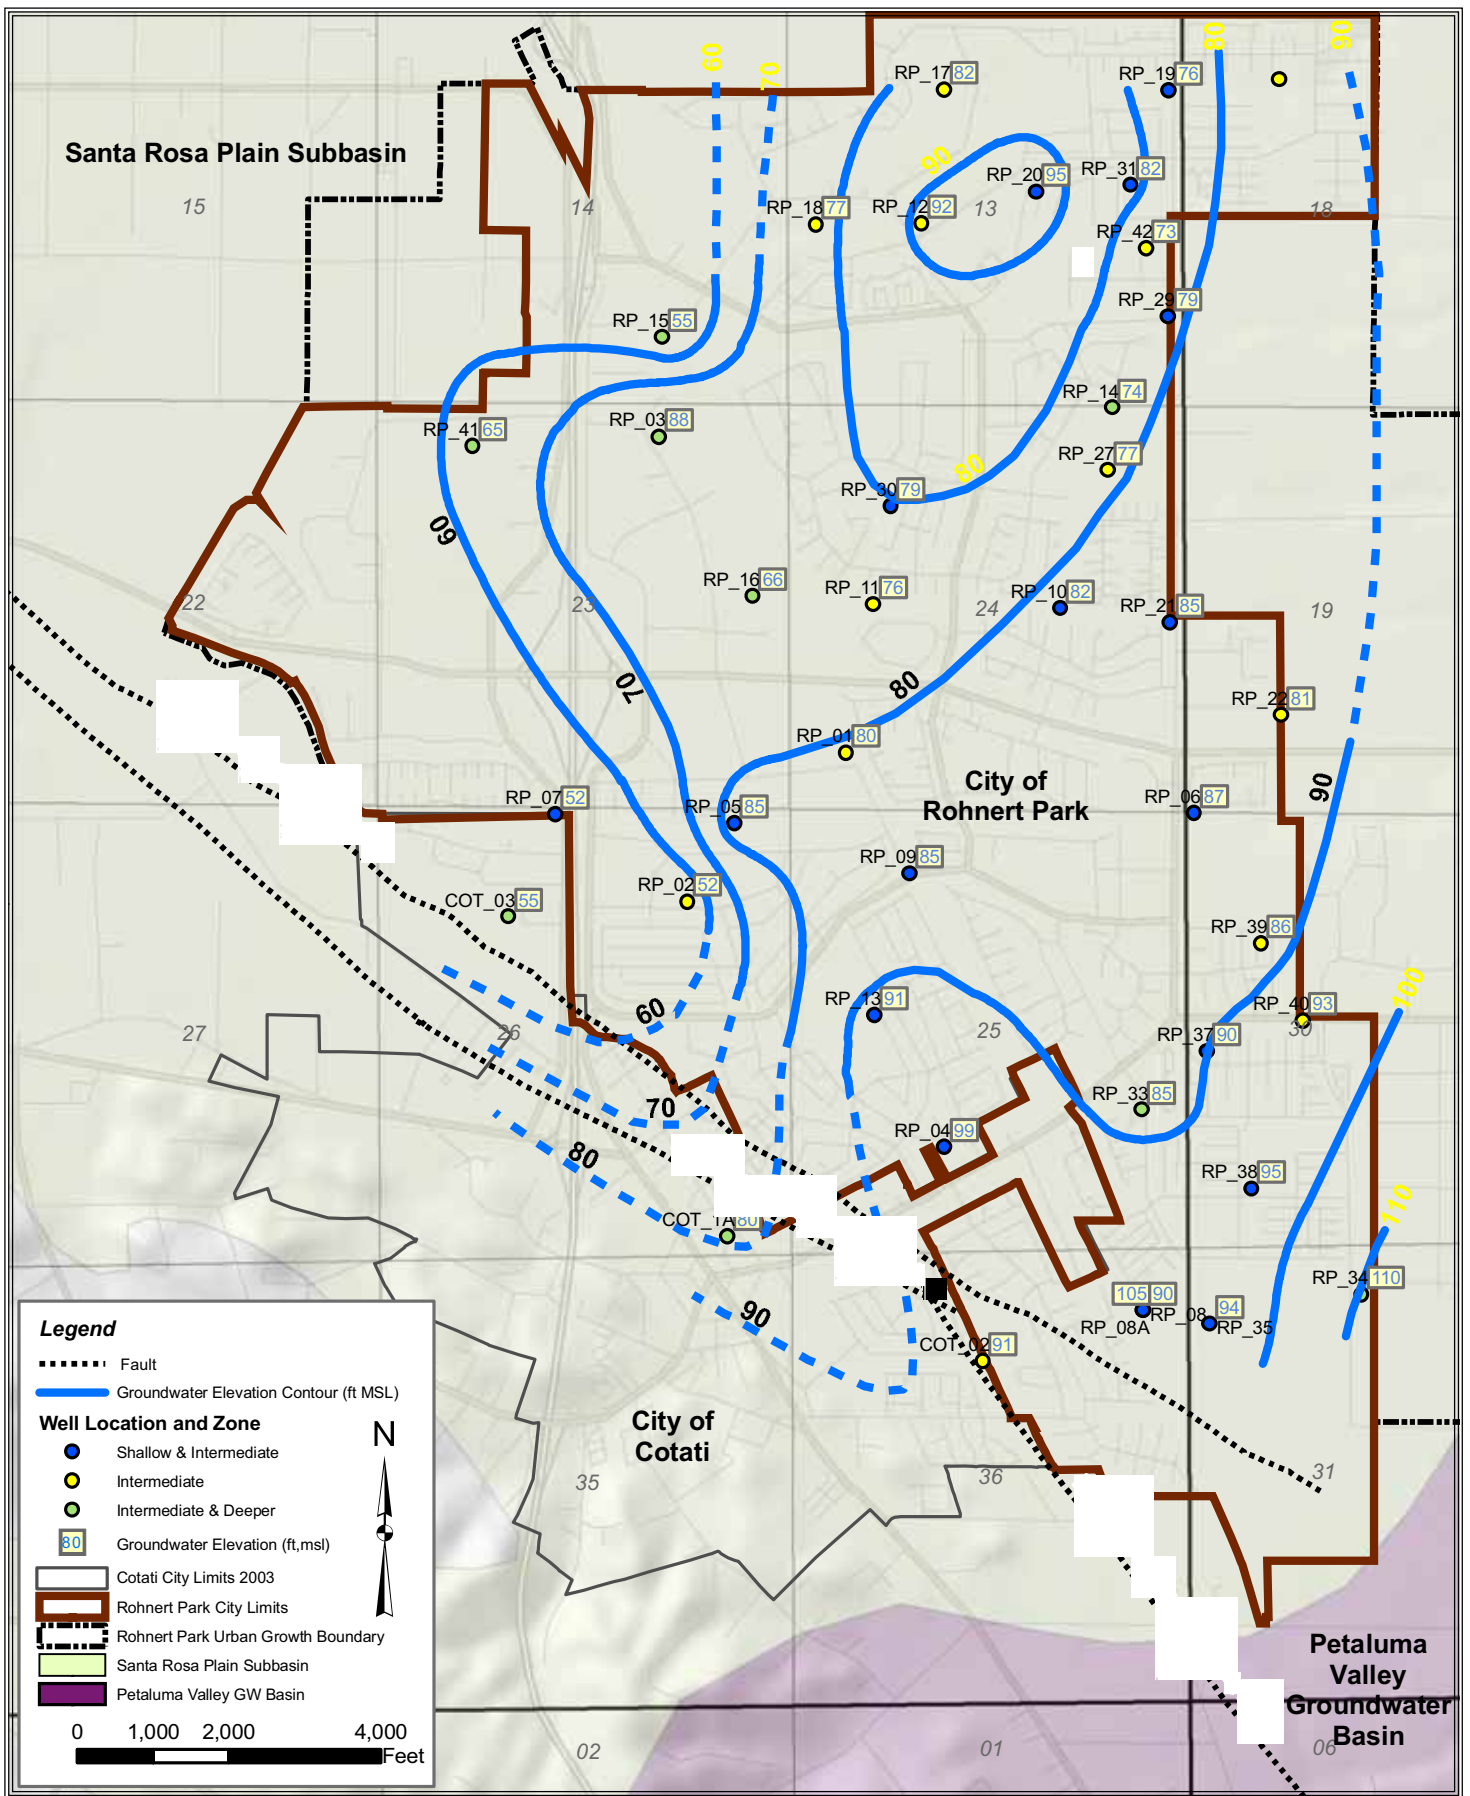 60
70
80
90
RP_17 82
RP_19 76
Santa Rosa Plain Subbasin
15
14
13
18
90
RP_20 95
RP_31 82
RP_18 77
RP_12 92
RP_42 73
RP_29 79
RP_15 55
RP_14 74
RP_41 65
RP_03 88
RP_27 77
80
RP_30 79
60
RP_16 66
RP_11 76
RP_10 82
RP_21 85
22
23
24
19
70
80
RP_22 81
RP_01 80
City of
Rohnert Park
90
RP_07 52
RP_05 85
RP_06 87
RP_09 85
RP_02 52
COT_03 55
RP_39 86
100
RP_13 91
RP_40 93
60
27
26
25
30
RP_37 90
70
RP_33 85
RP_04 99
80
RP_38 95
110
COT_1A 80
RP_34 110
90
105 90
RP_08A
RP_08
94
RP_35
COT_02 91
City of
Cotati
35
36
31
Petaluma
Valley
Groundwater
Basin
02
01
06
Legend
Fault
Groundwater Elevation Contour (ft MSL)
Well Location and Zone
N
Shallow & Intermediate
Intermediate
Intermediate & Deeper
80
Groundwater Elevation (ft,msl)
Cotati City Limits 2003
Rohnert Park City Limits
Rohnert Park Urban Growth Boundary
Santa Rosa Plain Subbasin
Petaluma Valley GW Basin
0 1,000 2,000 4,000
Feet